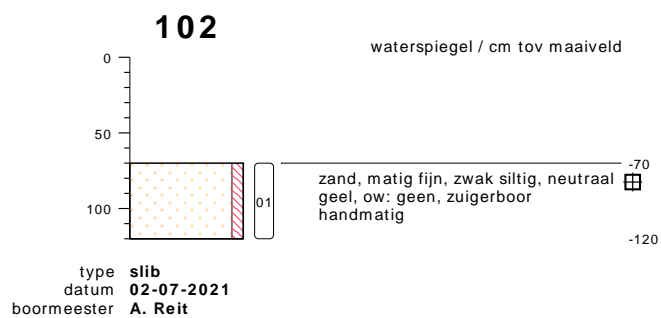 102
waterspiegel / cm tov maaiveld
0
50
-70
zand, matig fijn, zwak siltig, neutraal
geel, ow: geen, zuigerboor
handmatig
01
100
-120
type slib
datum 02-07-2021
boormeester A. Reit